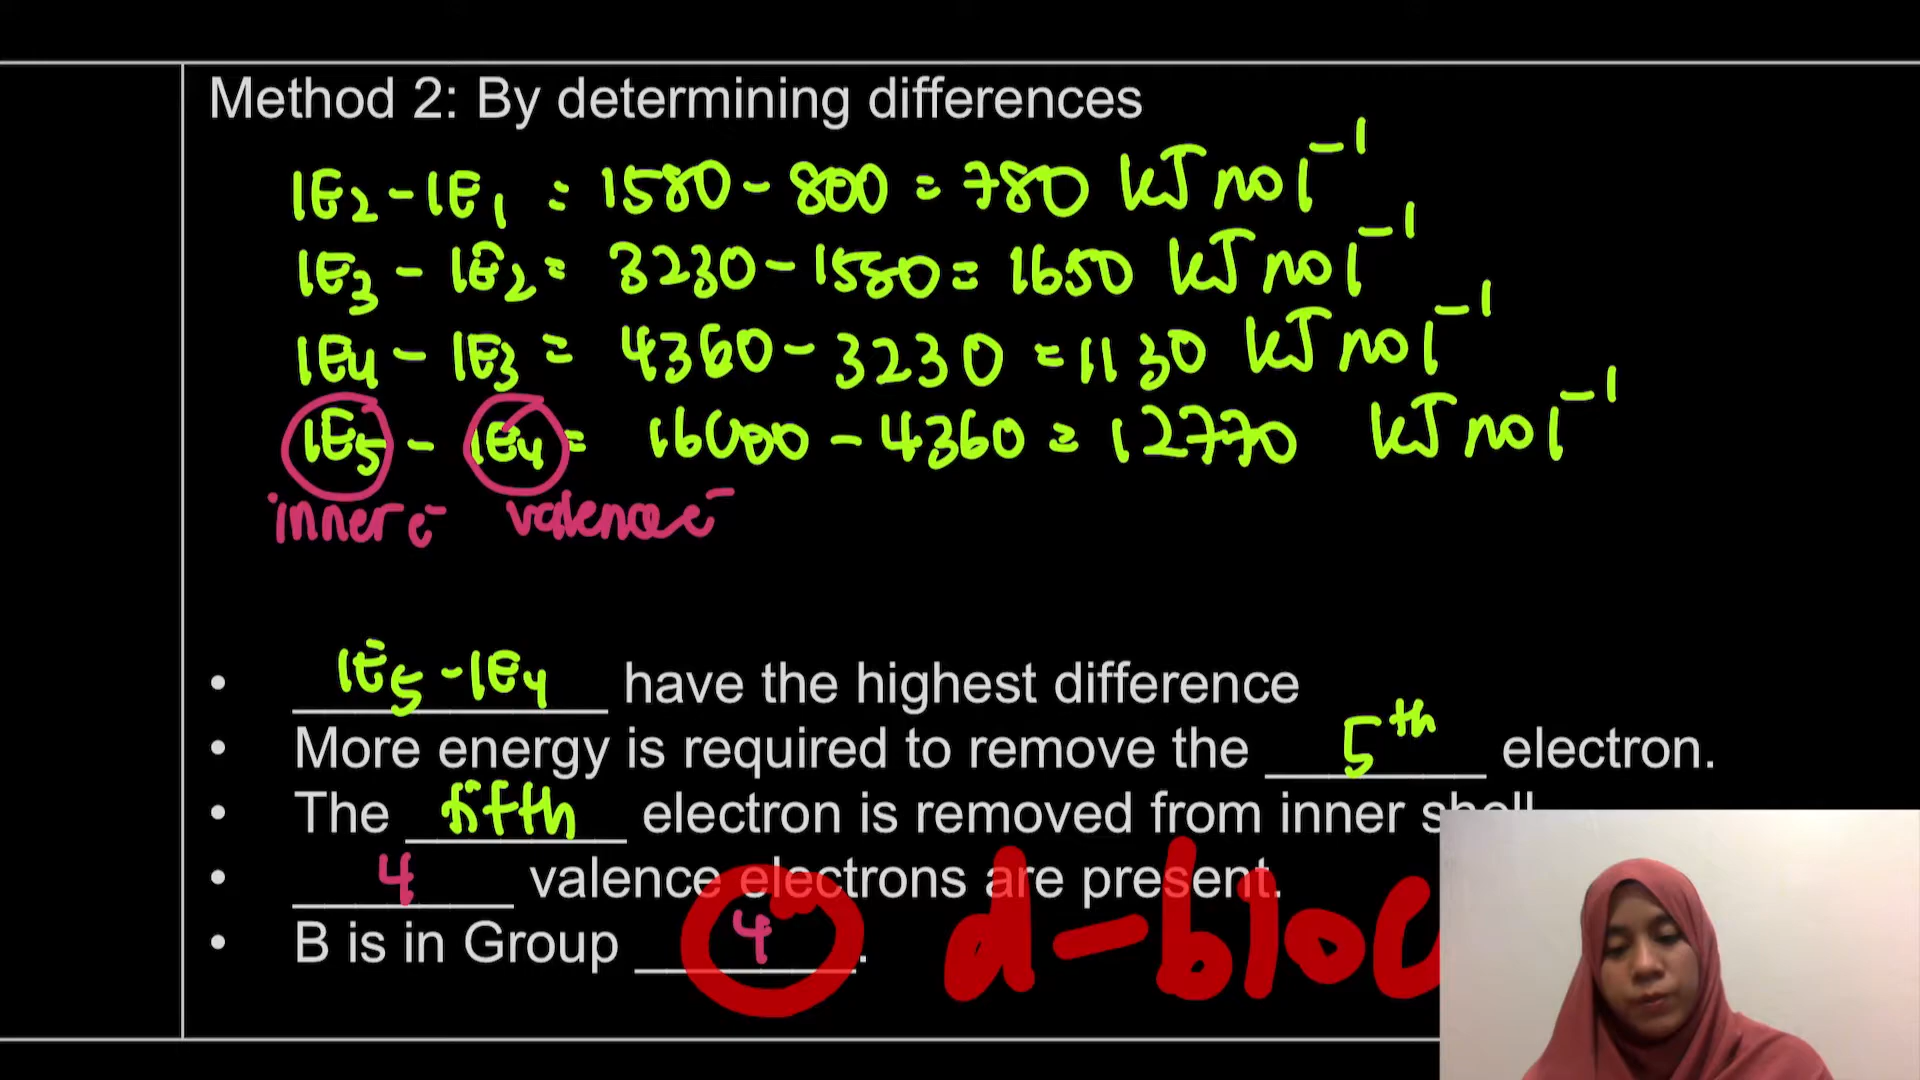 Method 2: By determining differences
IE₂ - IE₁ = 1580 - 800 = 780 kJ mol⁻¹
IE₃ - IE₂ = 3230 - 1580 = 1650 kJ mol⁻¹
IE₄ - IE₃ = 4360 - 3230 = 1130 kJ mol⁻¹
IE₅ - IE₄ = 16000 - 4360 = 12770 kJ mol⁻¹
inner e⁻ valence e⁻
• IE₅ - IE₄ have the highest difference
• More energy is required to remove the 5th electron.
• The fifth electron is removed from inner shell
• 4 valence electrons are present.
• B is in Group 4. d-bloc